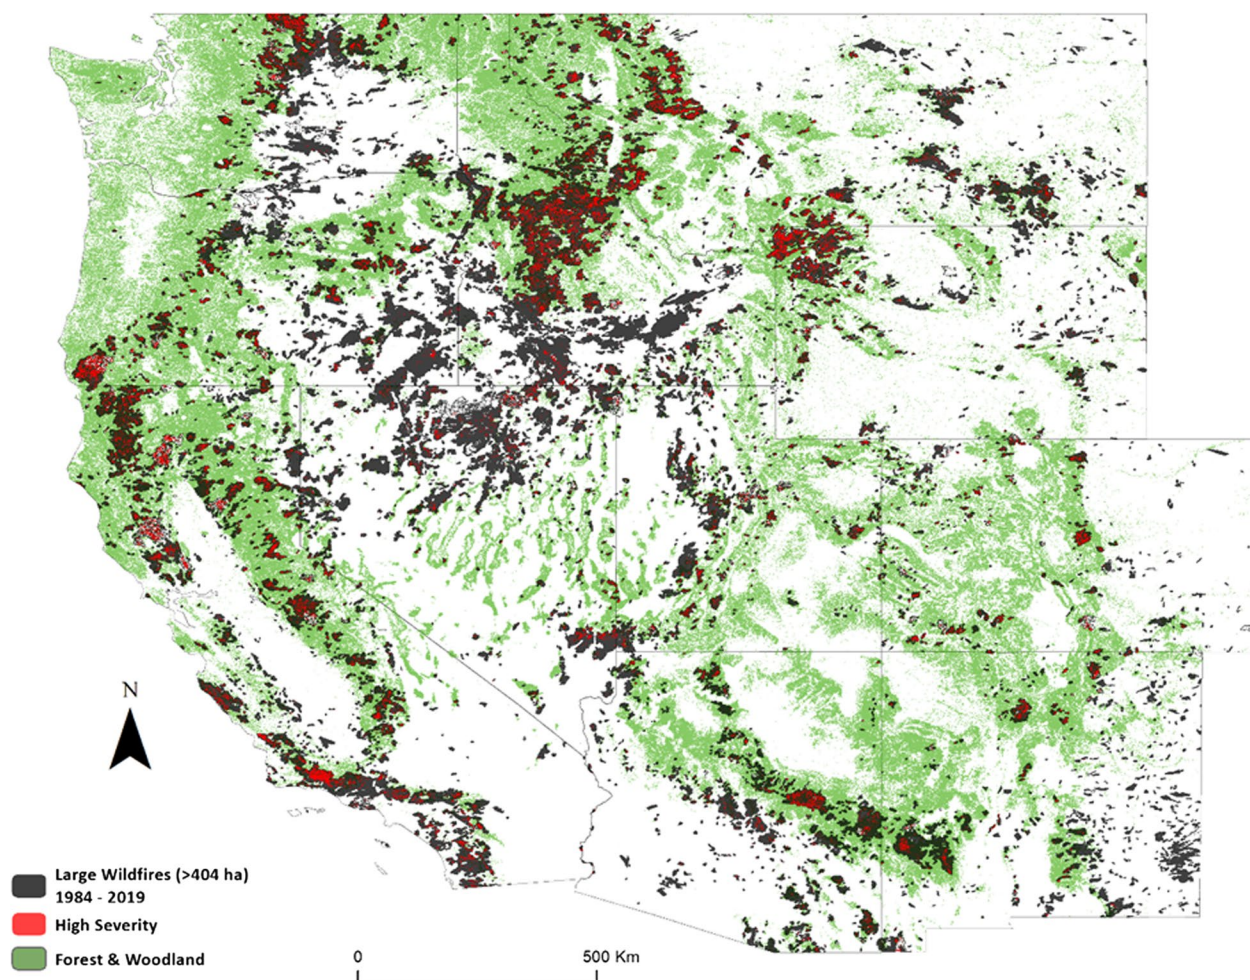 N
Large Wildfires (>404 ha)
1984 - 2019
High Severity
Forest & Woodland
0 500 Km